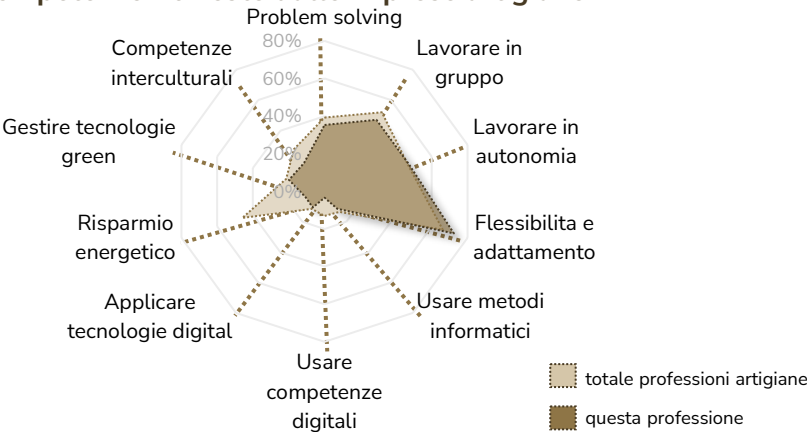 Problem solving
80%
60%
40%
20%
0%
Lavorare in
gruppo
Lavorare in
autonomia
Flessibilita e
adattamento
Usare metodi
informatici
Usare
competenze
digitali
Applicare
tecnologie digital
Risparmio
energetico
Gestire tecnologie
green
Competenze
interculturali
totale professioni artigiane
questa professione